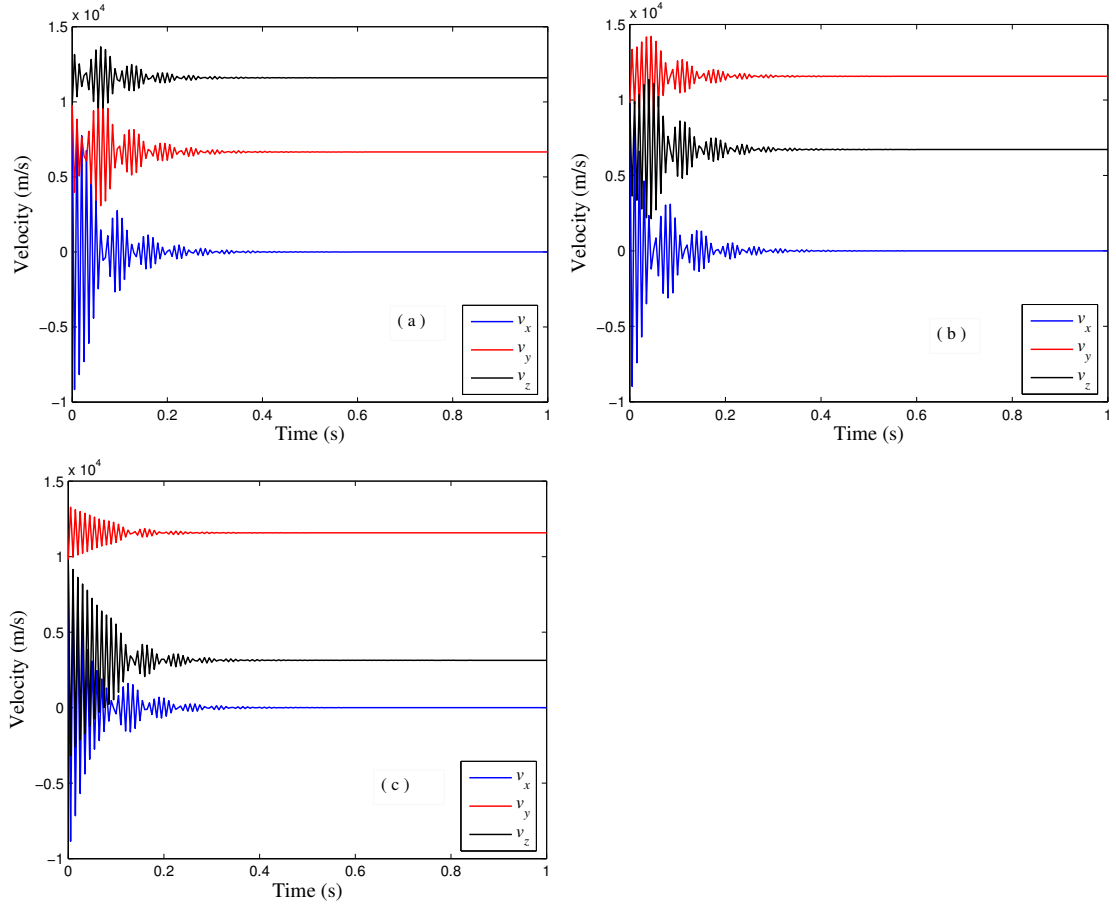 x 10^4
1.5
1
0.5
0
−0.5
−1
0 0.2 0.4 0.6 0.8 1
Velocity (m/s)
Time (s)
( a )
v_x
v_y
v_z
x 10^4
1.5
1
0.5
0
−0.5
−1
0 0.2 0.4 0.6 0.8 1
Velocity (m/s)
Time (s)
( b )
v_x
v_y
v_z
x 10^4
1.5
1
0.5
0
−0.5
−1
0 0.2 0.4 0.6 0.8 1
Velocity (m/s)
Time (s)
( c )
v_x
v_y
v_z